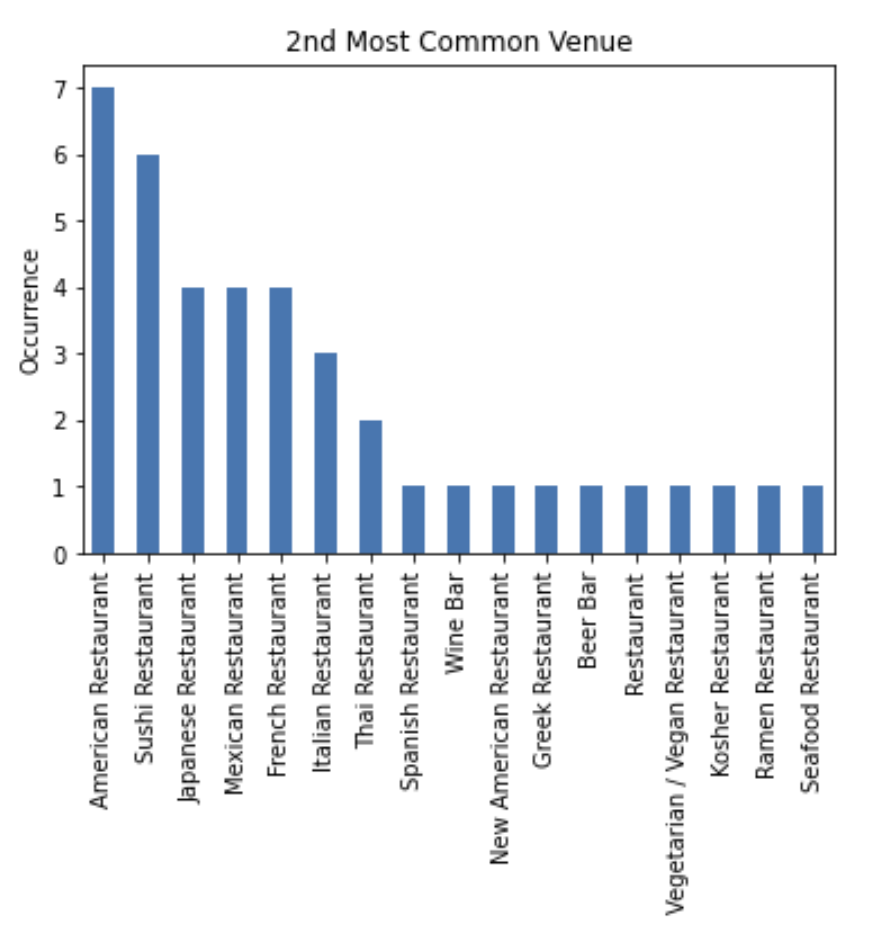 2nd Most Common Venue
Occurrence
7
6
5
4
3
2
1
0
American Restaurant
Sushi Restaurant
Japanese Restaurant
Mexican Restaurant
French Restaurant
Italian Restaurant
Thai Restaurant
Spanish Restaurant
Wine Bar
New American Restaurant
Greek Restaurant
Beer Bar
Restaurant
Vegetarian / Vegan Restaurant
Kosher Restaurant
Ramen Restaurant
Seafood Restaurant